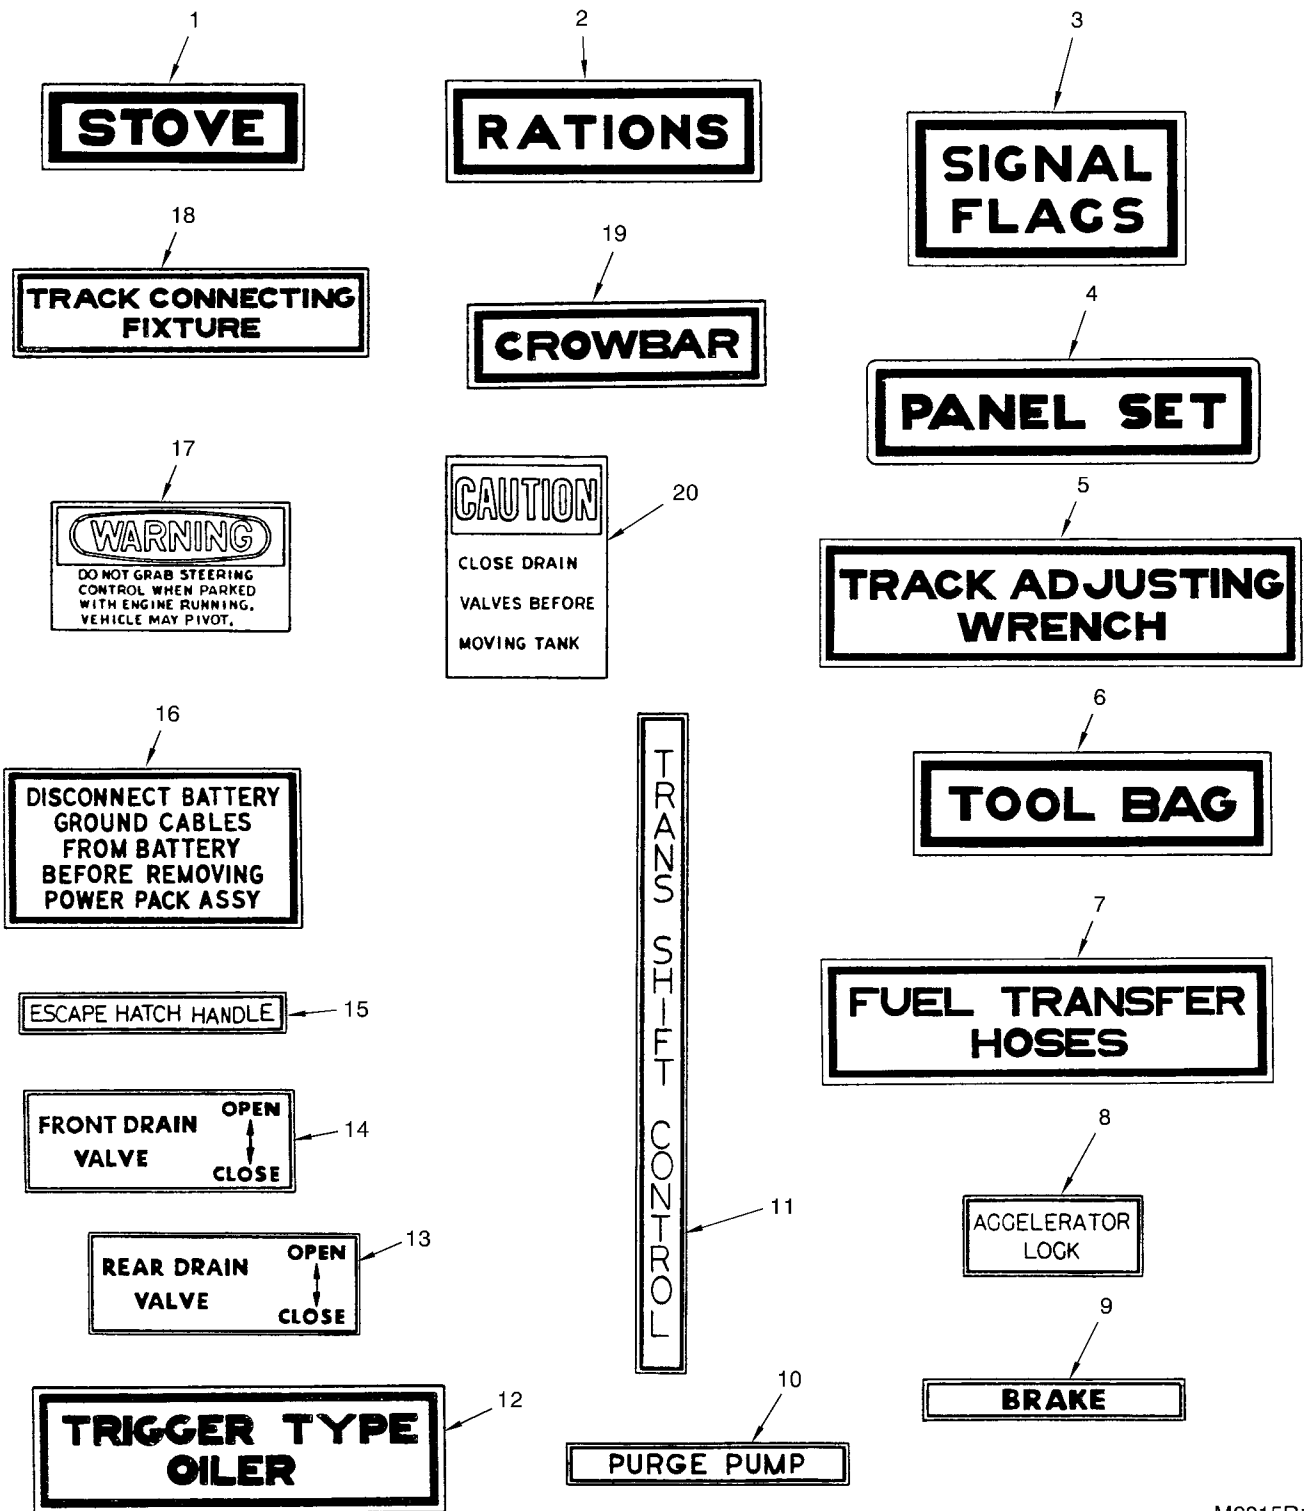 1
2
3
STOVE
RATIONS
SIGNAL
FLAGS
18
19
TRACK CONNECTING
FIXTURE
CROWBAR
4
PANEL SET
17
20
WARNING
DO NOT GRAB STEERING
CONTROL WHEN PARKED
WITH ENGINE RUNNING.
VEHICLE MAY PIVOT.
CAUTION
CLOSE DRAIN
VALVES BEFORE
MOVING TANK
5
TRACK ADJUSTING
WRENCH
16
DISCONNECT BATTERY
GROUND CABLES
FROM BATTERY
BEFORE REMOVING
POWER PACK ASSY
6
TOOL BAG
TRANS SHIFT CONTROL
11
7
FUEL TRANSFER
HOSES
ESCAPE HATCH HANDLE
15
FRONT DRAIN
VALVE
OPEN
CLOSE
14
8
ACCELERATOR
LOCK
REAR DRAIN
VALVE
OPEN
CLOSE
13
9
BRAKE
TRIGGER TYPE
OILER
12
10
PURGE PUMP